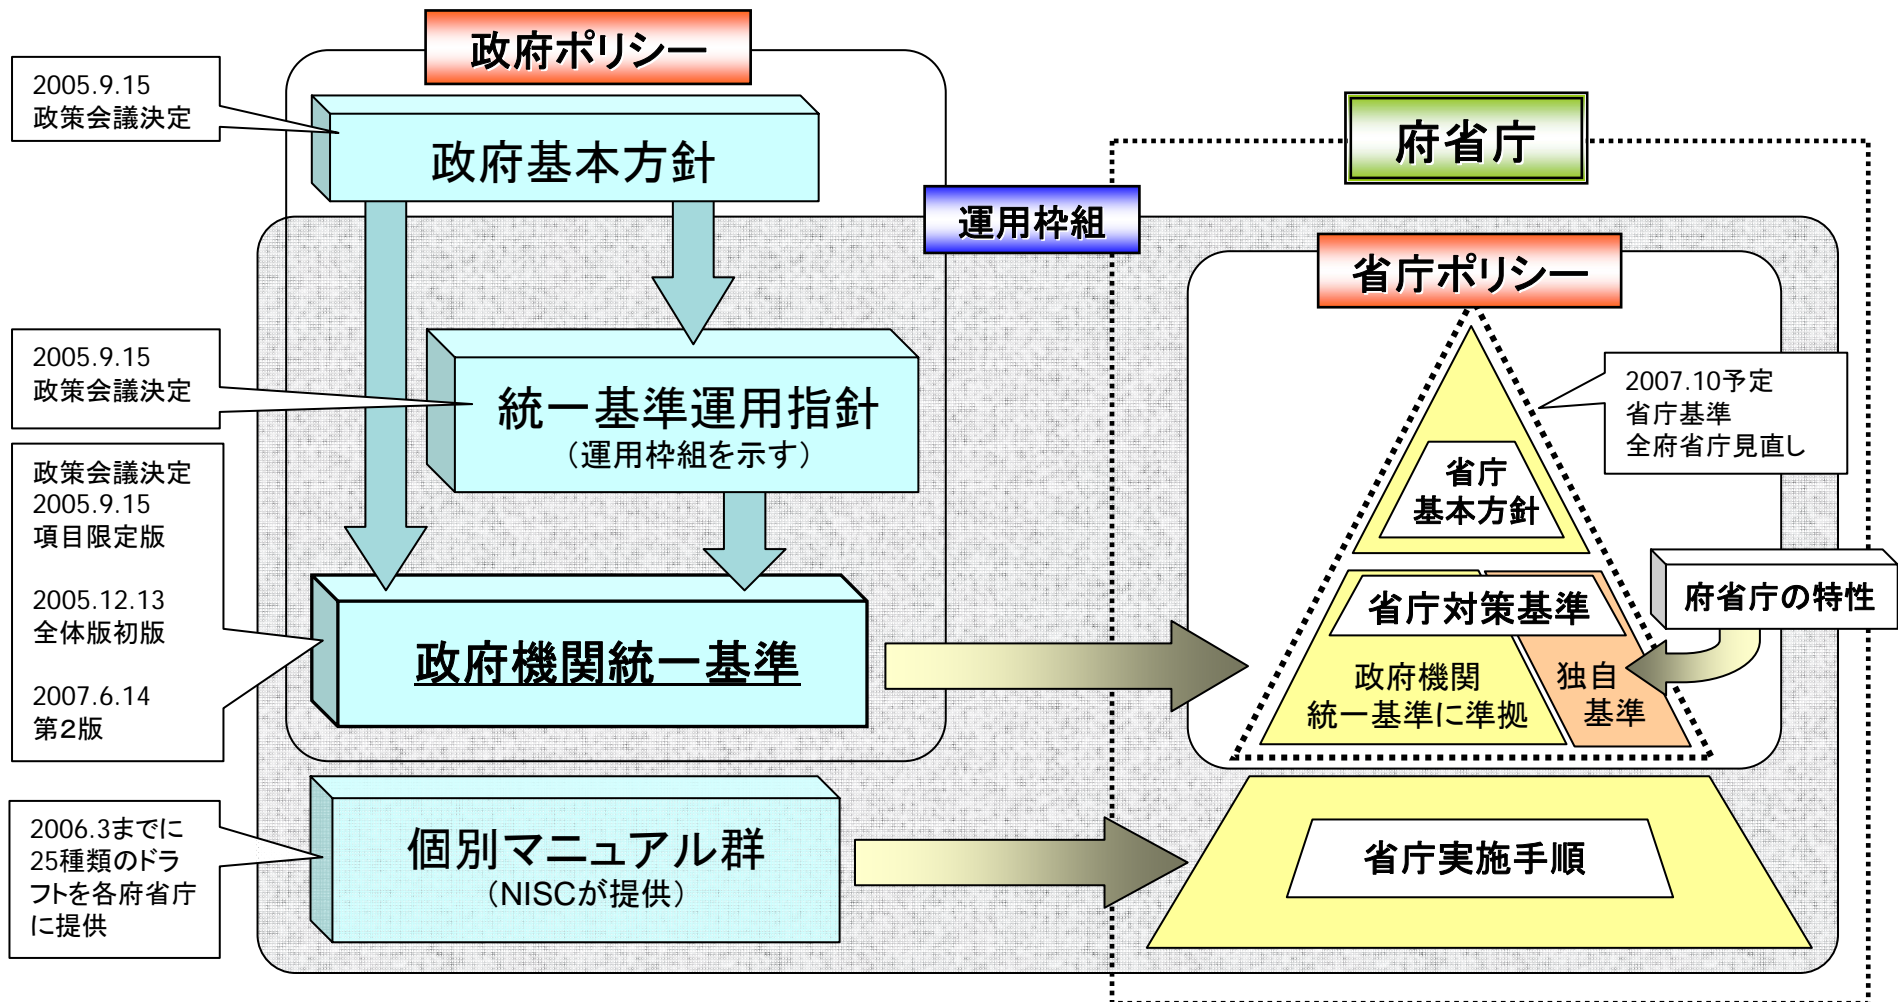 政府ポリシー
2005.9.15
政策会議決定
政府基本方針
府省庁
運用枠組
省庁ポリシー
2005.9.15
政策会議決定
統一基準運用指針
（運用枠組を示す）
2007.10予定
省庁基準
全府省庁見直し
政策会議決定
2005.9.15
項目限定版
2005.12.13
全体版初版
2007.6.14
第２版
省庁
基本方針
政府機関統一基準
省庁対策基準
府省庁の特性
政府機関
統一基準に準拠
独自
基準
2006.3までに
25種類のドラ
フトを各府省庁
に提供
個別マニュアル群
（NISCが提供）
省庁実施手順